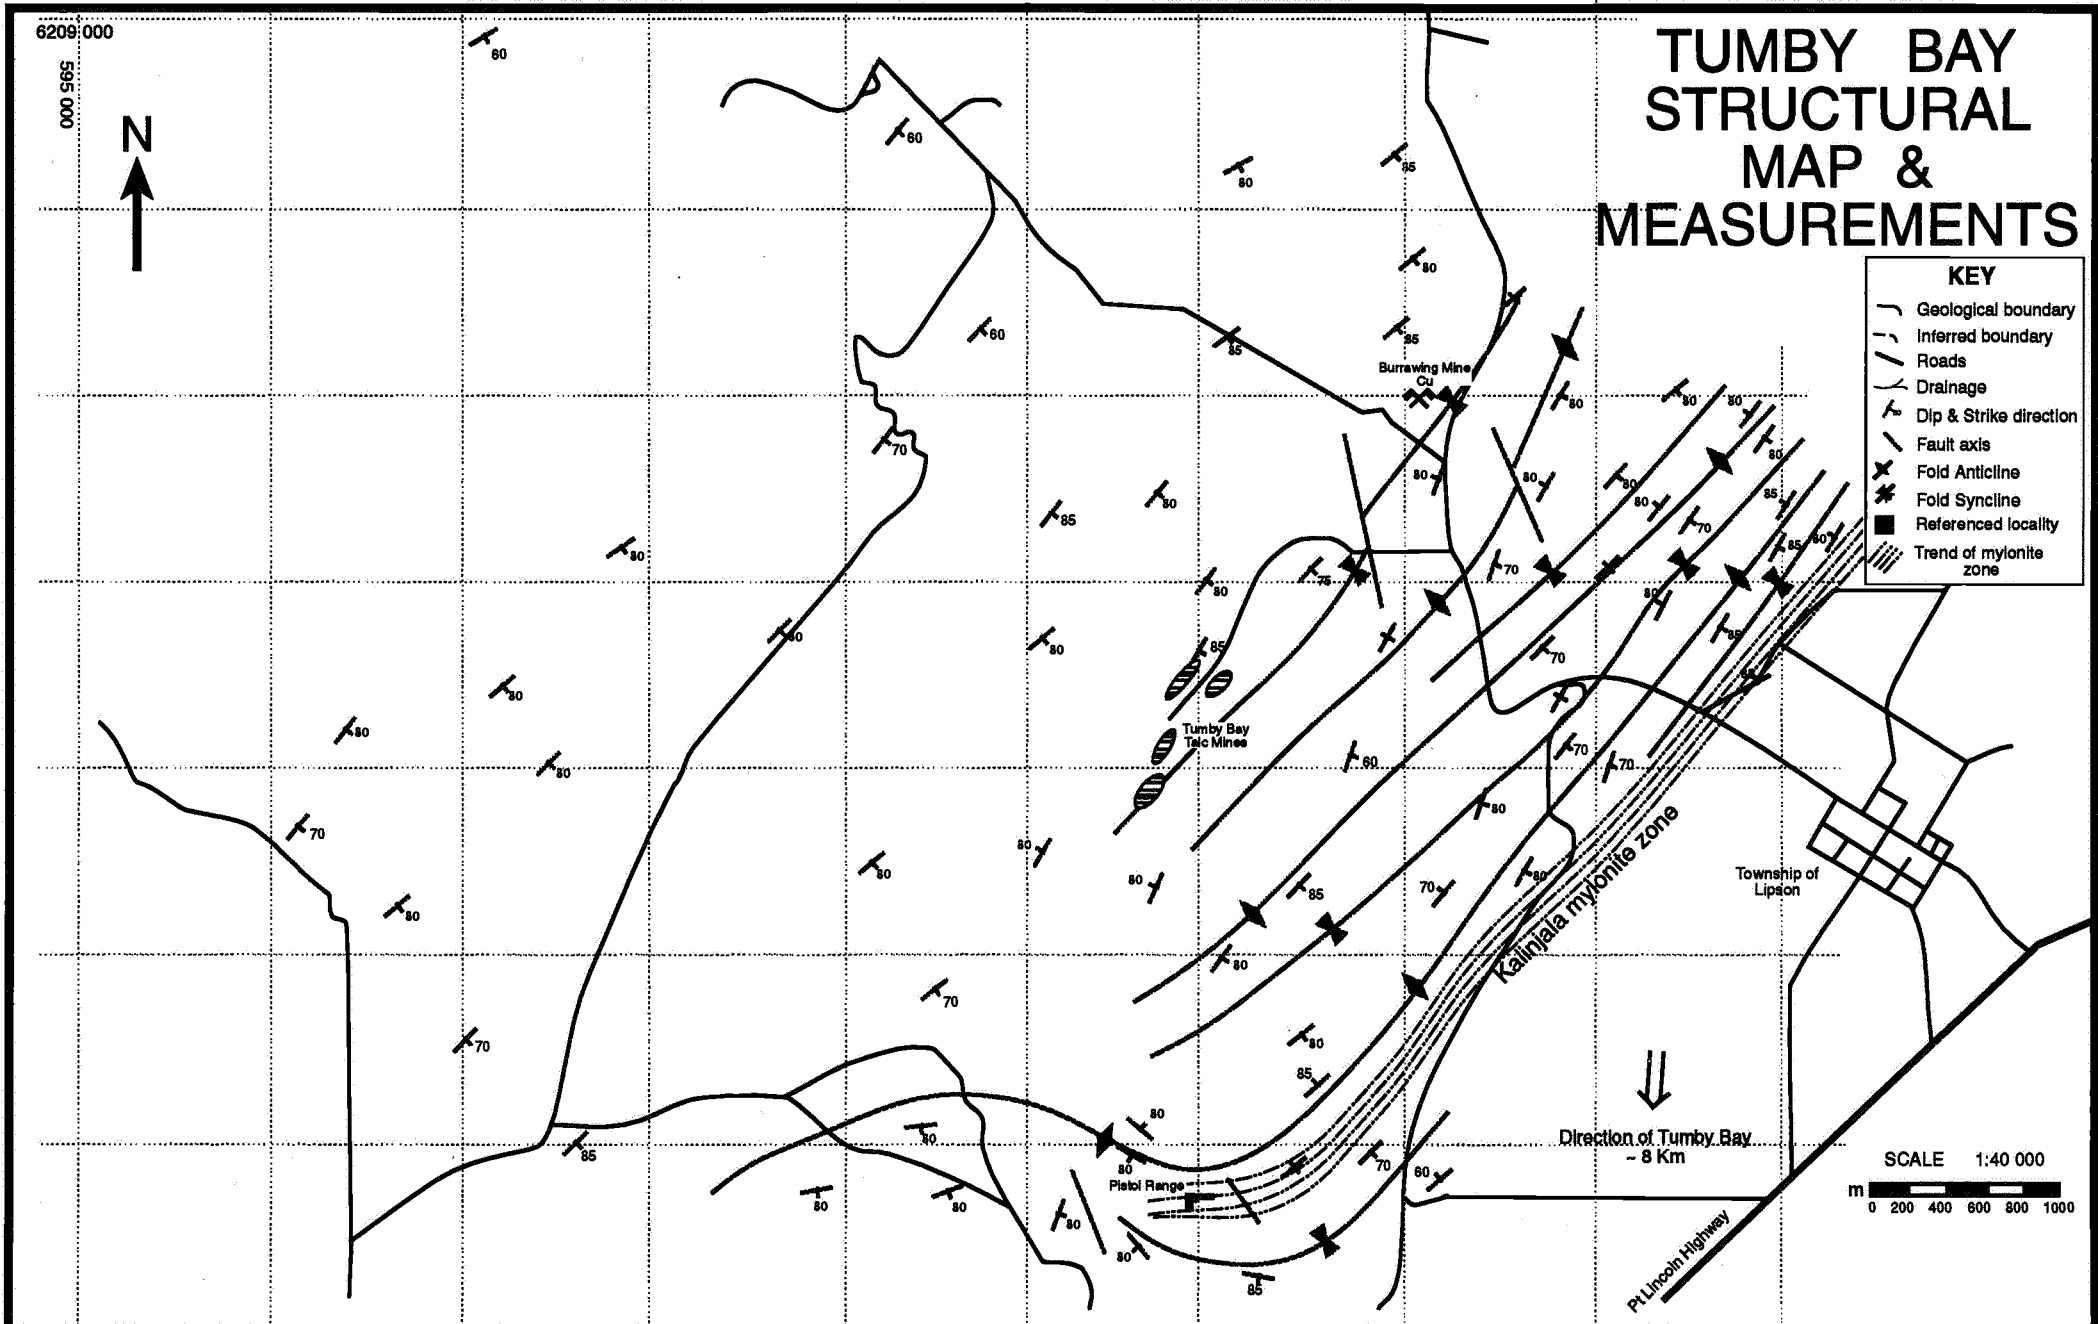 6209 000
595 000
N
TUMBY BAY
STRUCTURAL
MAP &
MEASUREMENTS
KEY
Geological boundary
Inferred boundary
Roads
Drainage
Dip & Strike direction
Fault axis
Fold Anticline
Fold Syncline
Referenced locality
Trend of mylonite
zone
60
60
80
85
80
60
85
85
Burrawing Mine
Cu
80
80
80
70
80
80
80
80
80
85
80
85
70
80
75
70
85
80
80
80
80
80
85
85
70
80
80
Tumby Bay
Talc Mines
60
70
70
80
80
70
80
80
80
85
70
80
Kalinjala mylonite zone
Township of
Lipson
80
80
70
70
80
85
80
80
85
80
Direction of Tumby Bay
~ 8 Km
80
70
60
Pistol Range
80
80
80
80
85
SCALE 1:40 000
m
0 200 400 600 800 1000
Pt Lincoln Highway